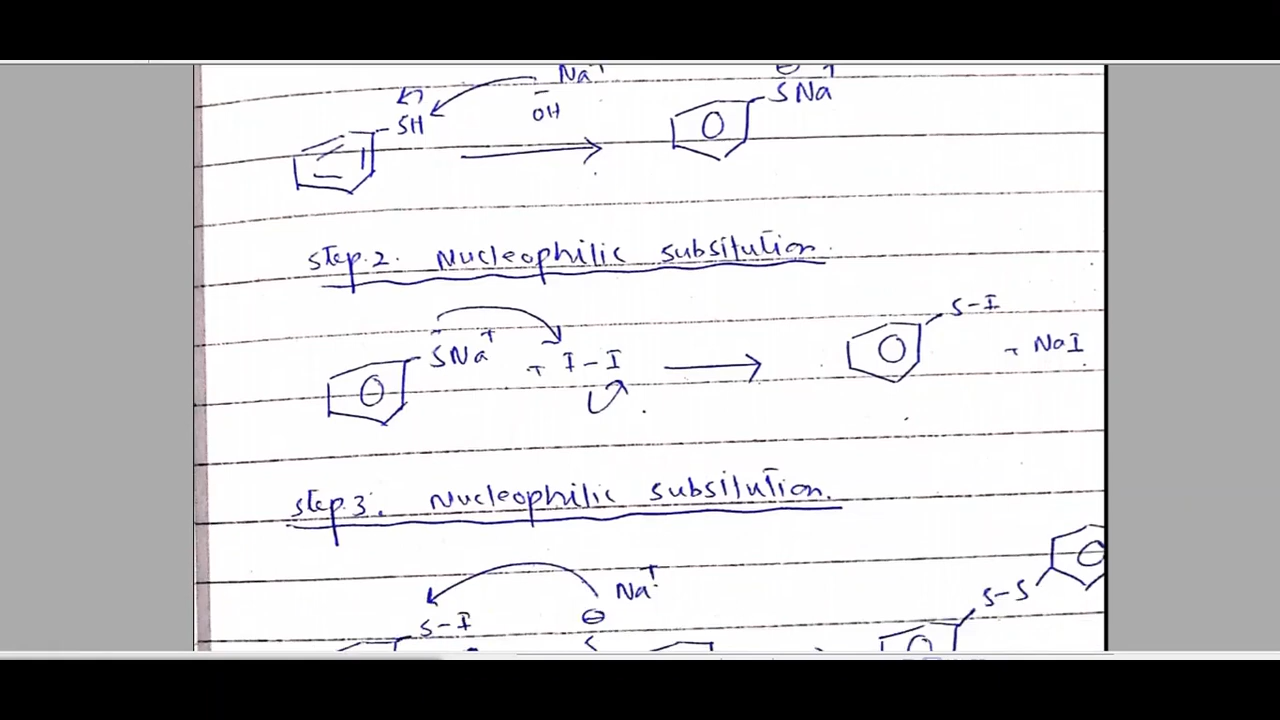 Na+
⊖ +
SNa
SH
-
OH
step.2. Nucleophilic subsitution.
S-I
- +
SNa + I-I
+ NaI
step.3. Nucleophilic subsitution.
S-S
Na+
⊖
S-I